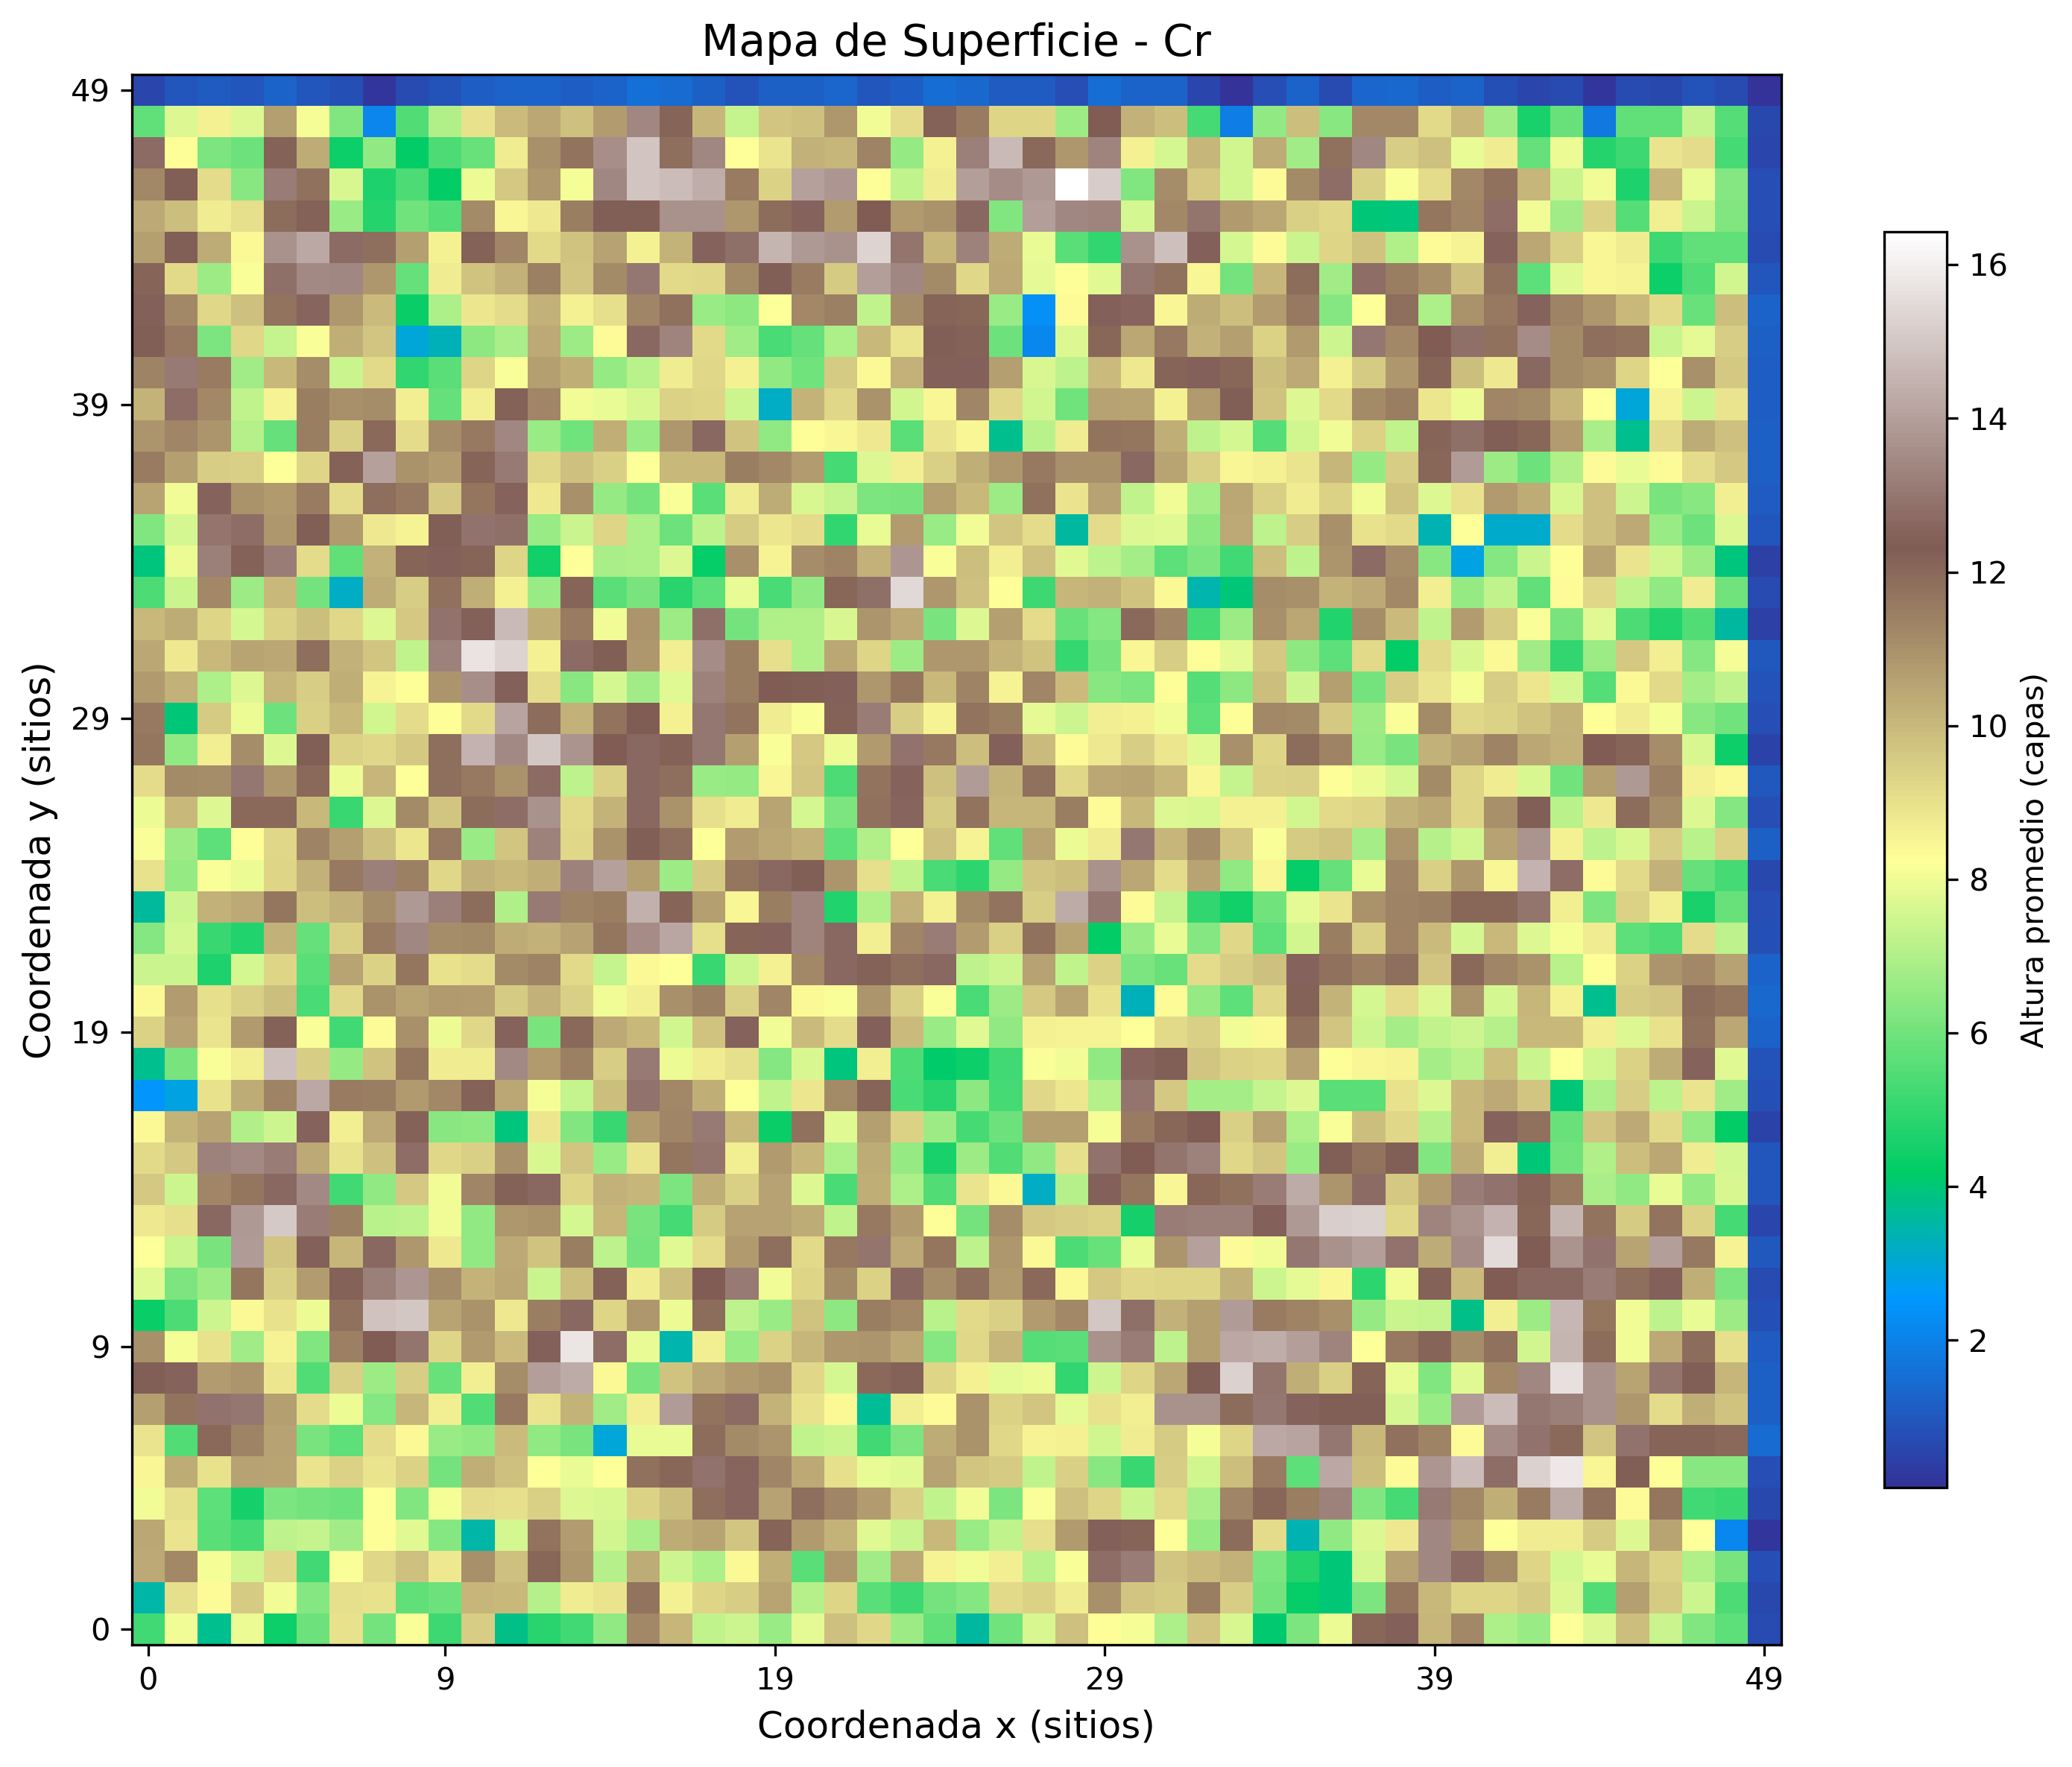 Mapa de Superficie - Cr
49
39
29
19
9
0
Coordenada y (sitios)
0 9 19 29 39 49
Coordenada x (sitios)
16
14
12
10
8
6
4
2
Altura promedio (capas)